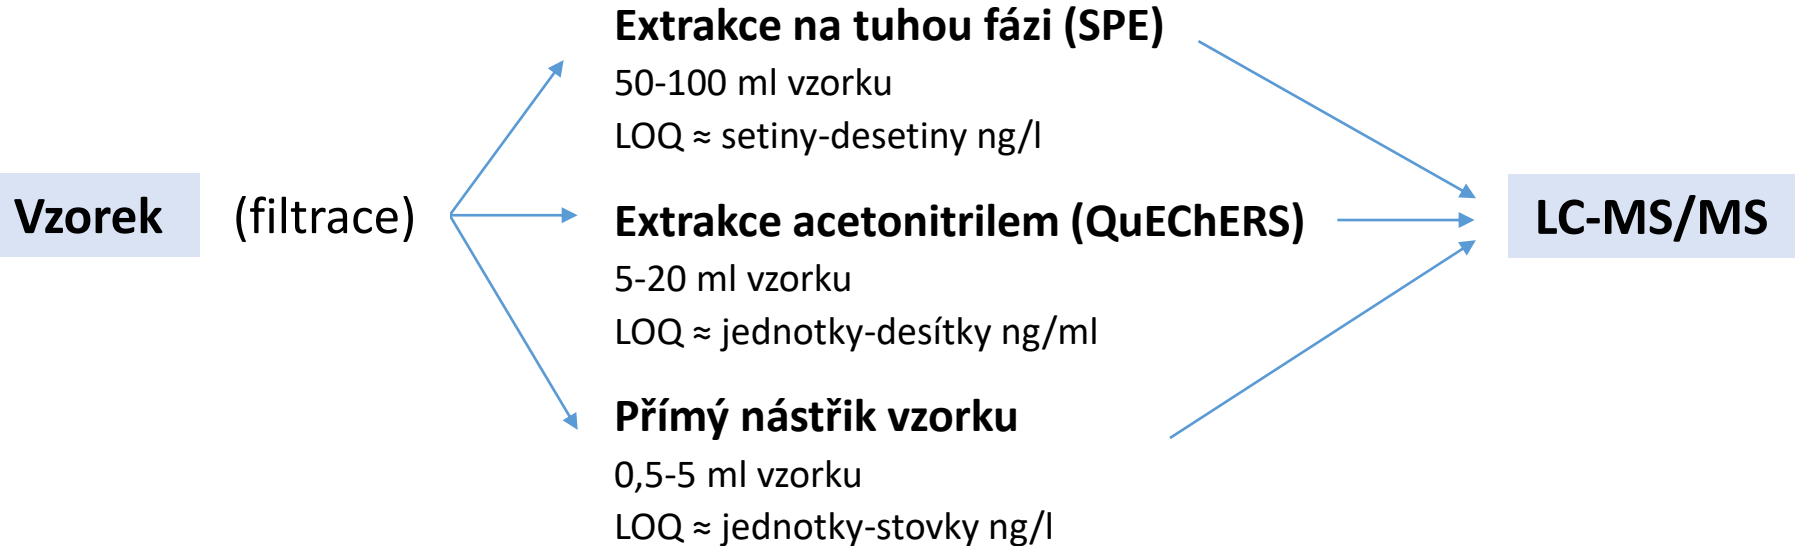 Vzorek
(filtrace)
Extrakce na tuhou fázi (SPE)
50-100 ml vzorku
LOQ ≈ setiny-desetiny ng/l
Extrakce acetonitrilem (QuEChERS)
5-20 ml vzorku
LOQ ≈ jednotky-desítky ng/ml
Přímý nástřik vzorku
0,5-5 ml vzorku
LOQ ≈ jednotky-stovky ng/l
LC-MS/MS